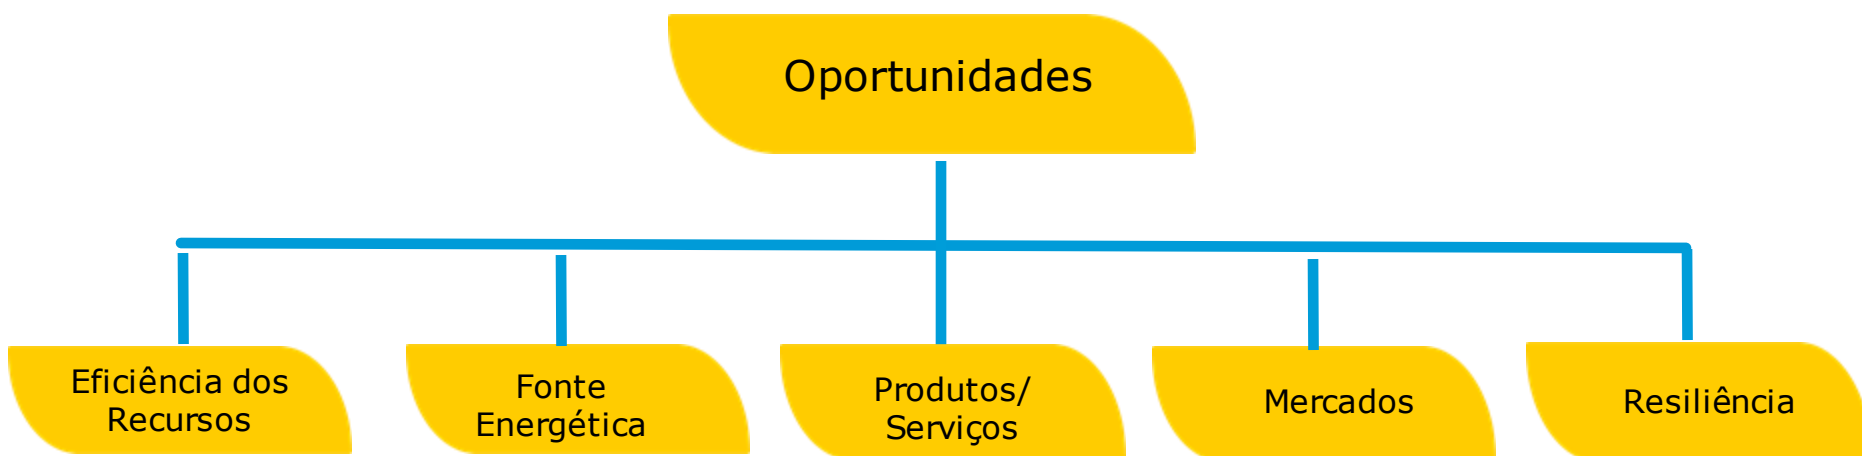 Oportunidades
Eficiência dos
Recursos
Fonte
Energética
Produtos/
Serviços
Mercados
Resiliência